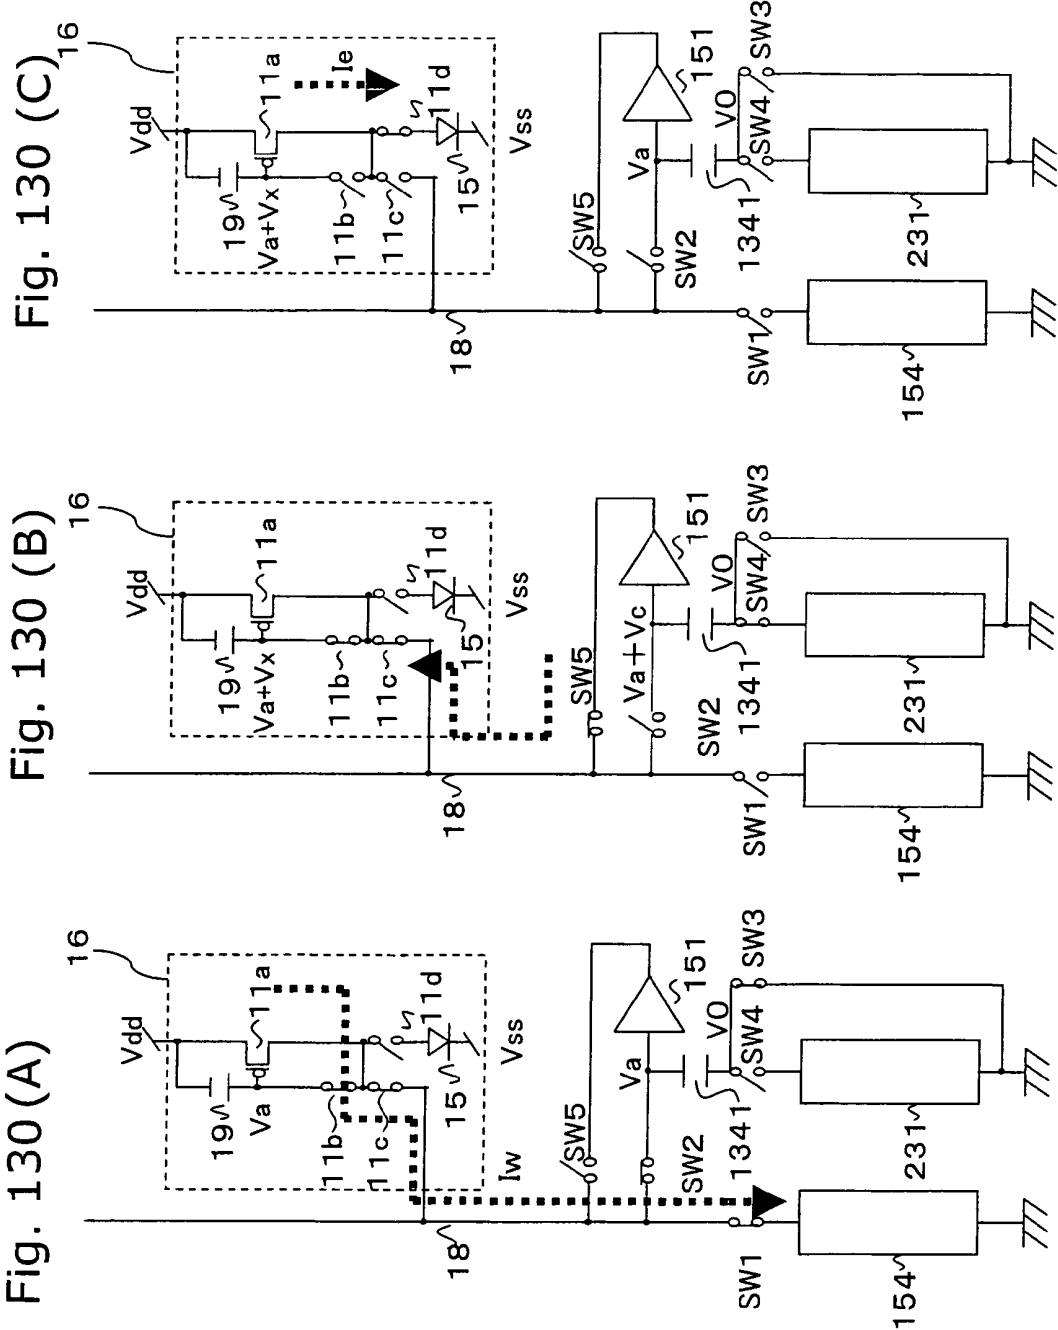 Fig. 130(A)
16
Vdd
11a
19
Va
11b
11c
11d
15
Vss
Iw
18
SW5
151
Va
SW2
1341
VO
SW4
SW3
SW1
154
231
Fig. 130 (B)
16
Vdd
11a
19
Va+Vx
11b
11c
11d
15
Vss
18
SW5
151
Va+Vc
SW2
1341
VO
SW4
SW3
SW1
154
231
Fig. 130 (C)
16
Vdd
11a
Ie
19
Va+Vx
11b
11c
11d
15
Vss
18
SW5
151
Va
SW2
1341
VO
SW4
SW3
SW1
154
231